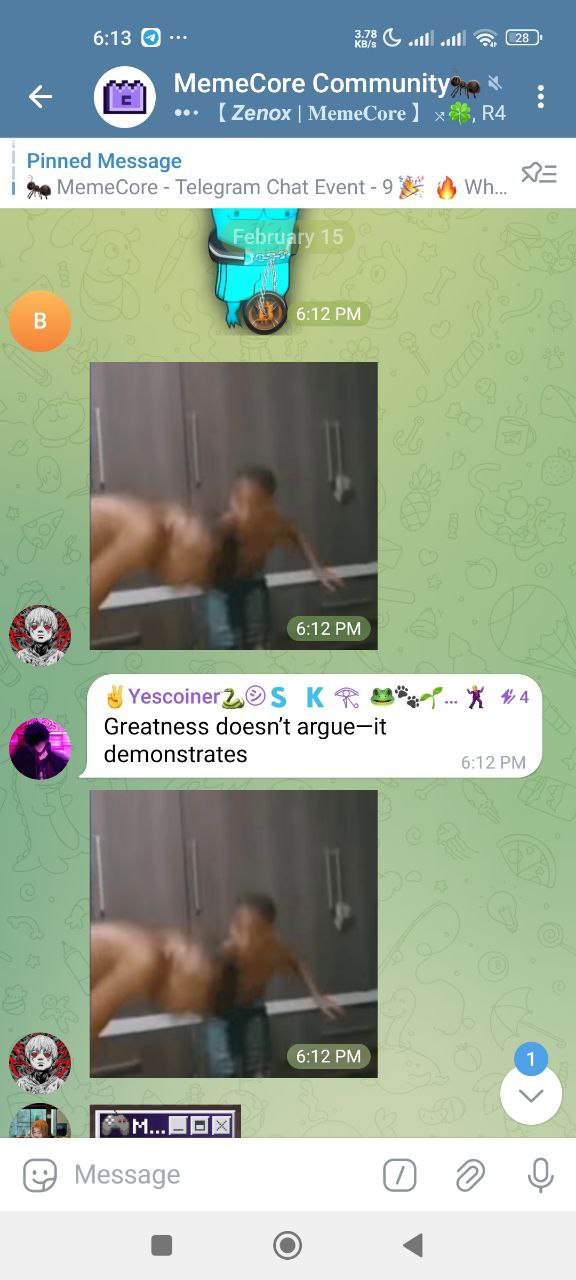 6:13
3.78
KB/s
28
MemeCore Community🐜
【 Zenox | MemeCore 】 ⌅🍀, R4
Pinned Message
🐜 MemeCore - Telegram Chat Event - 9 🎉 🔥 Wh...
February 15
6:12 PM
B
6:12 PM
✌️Yescoiner🐍 S K 🐸🐾🌱... 4
Greatness doesn’t argue—it
demonstrates
6:12 PM
6:12 PM
1
M...
Message